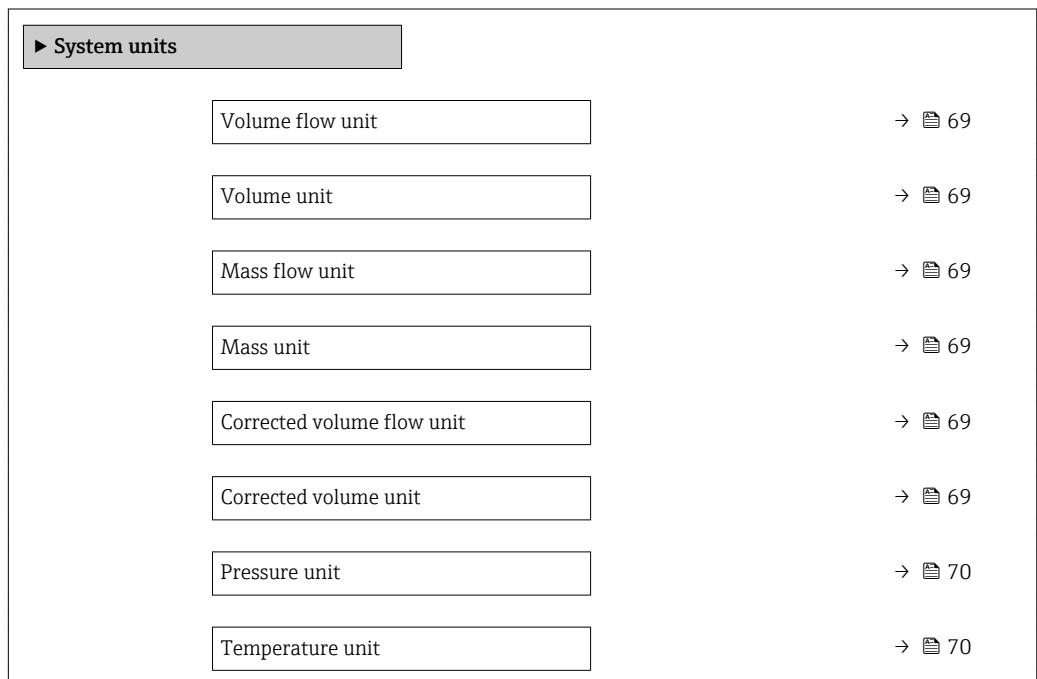 ► System units
Volume flow unit → 69
Volume unit → 69
Mass flow unit → 69
Mass unit → 69
Corrected volume flow unit → 69
Corrected volume unit → 69
Pressure unit → 70
Temperature unit → 70